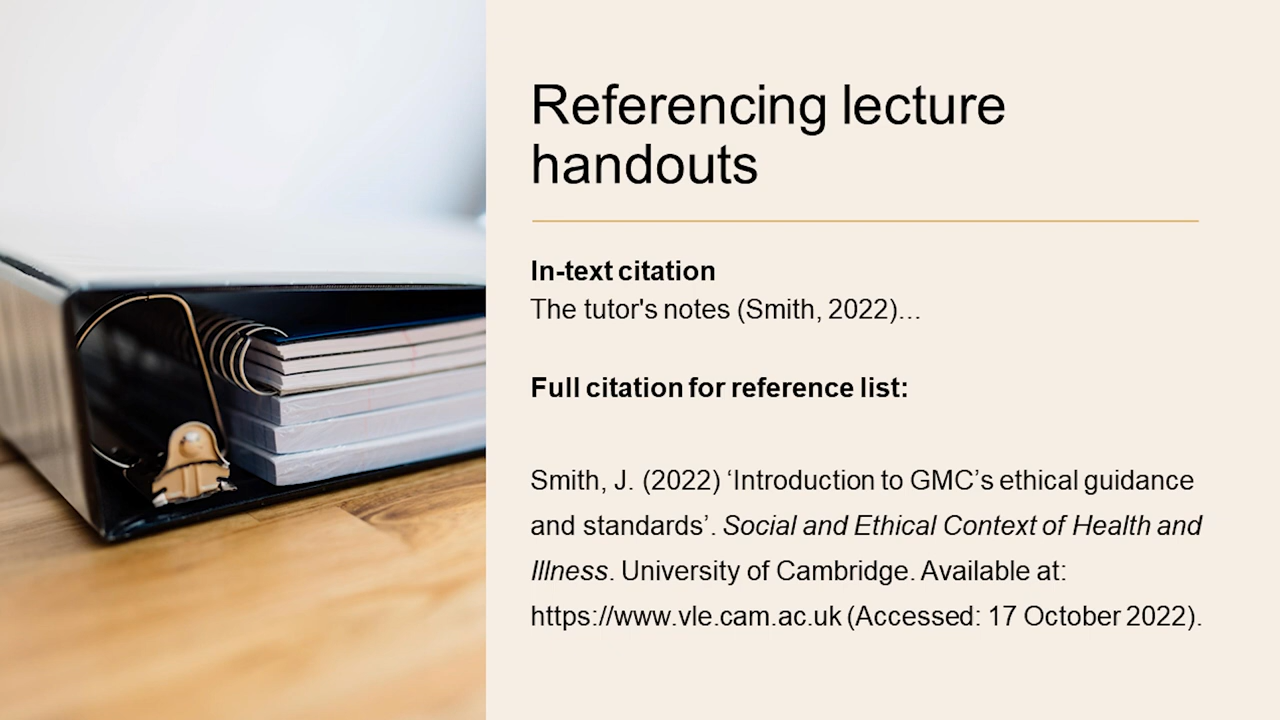 Referencing lecture
handouts
In-text citation
The tutor's notes (Smith, 2022)...
Full citation for reference list:
Smith, J. (2022) ‘Introduction to GMC’s ethical guidance
and standards’. Social and Ethical Context of Health and
Illness. University of Cambridge. Available at:
https://www.vle.cam.ac.uk (Accessed: 17 October 2022).